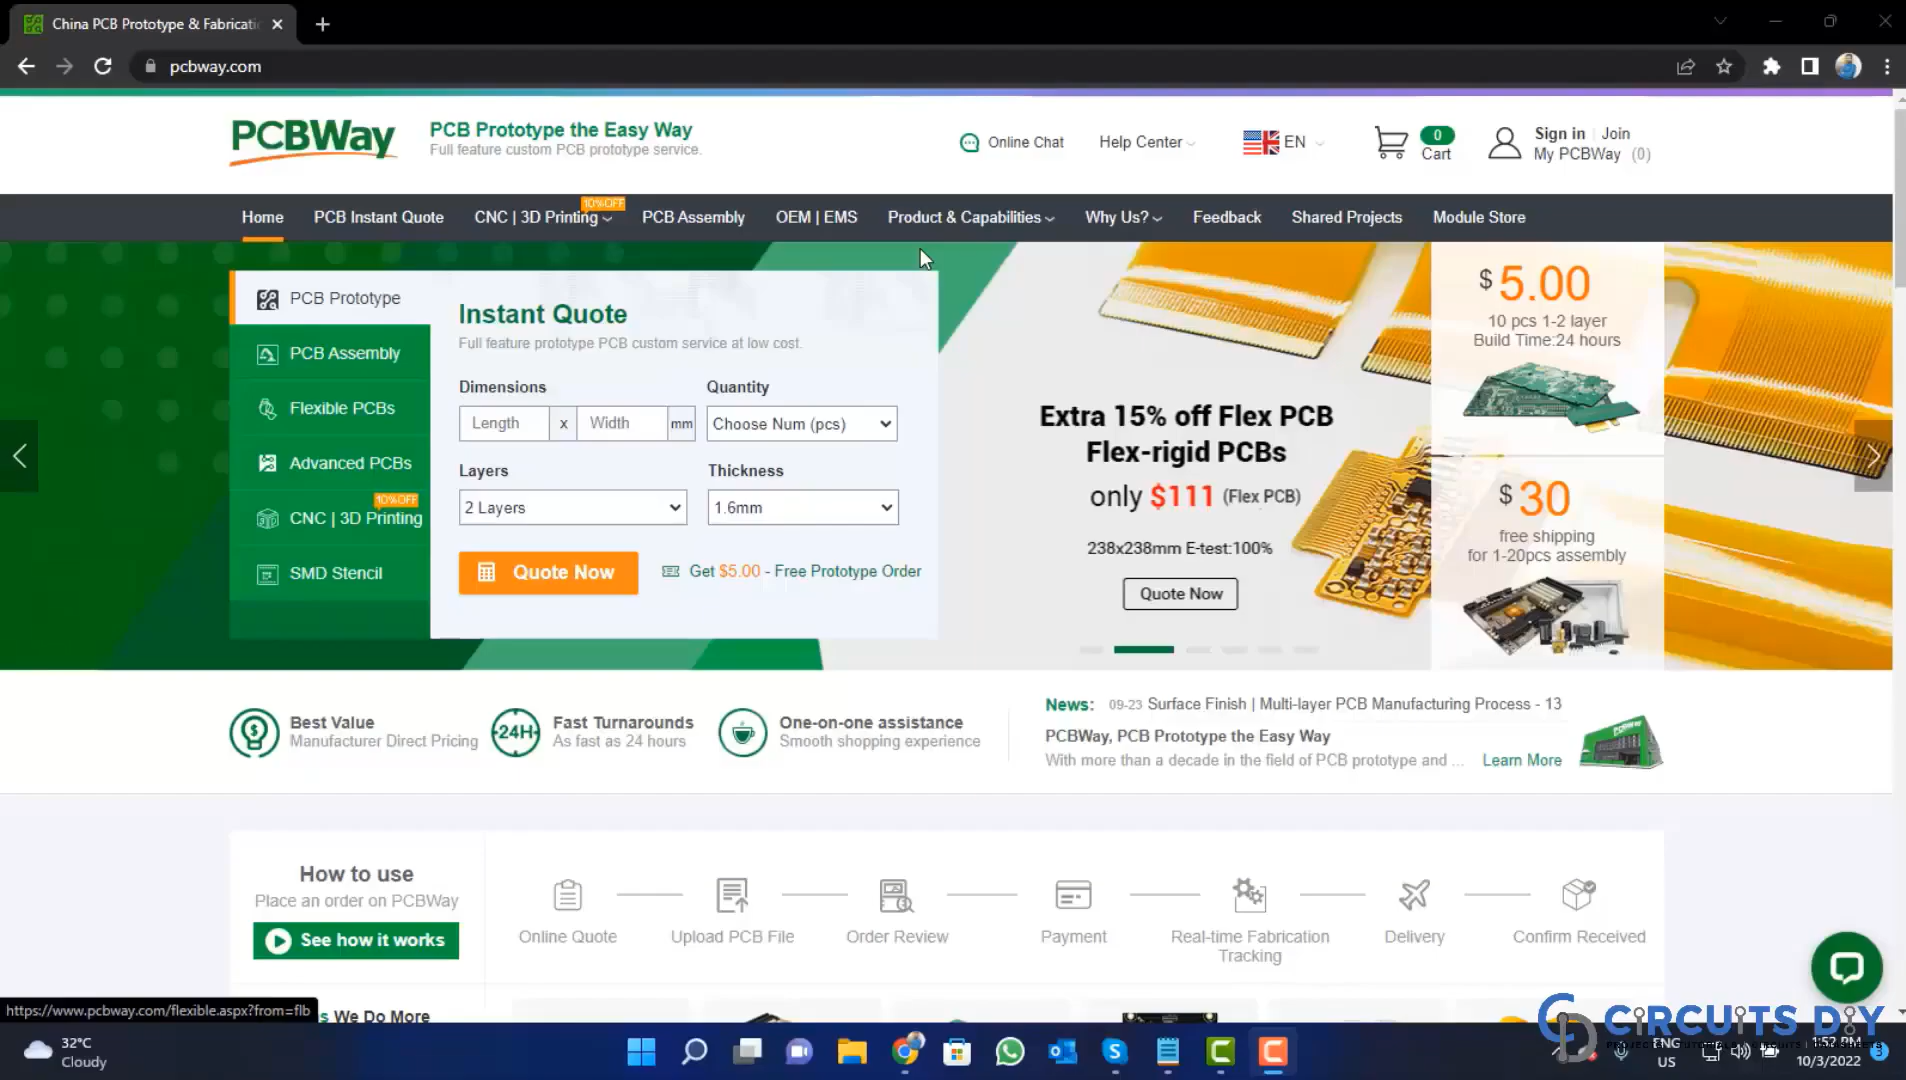 China PCB Prototype & Fabricati
pcbway.com
PCBWay
PCB Prototype the Easy Way
Full feature custom PCB prototype service.
Online Chat
Help Center
EN
0
Cart
Sign in
Join
My PCBWay (0)
Home
PCB Instant Quote
CNC | 3D Printing
10%OFF
PCB Assembly
OEM | EMS
Product & Capabilities
Why Us?
Feedback
Shared Projects
Module Store
PCB Prototype
PCB Assembly
Flexible PCBs
Advanced PCBs
10%OFF
CNC | 3D Printing
SMD Stencil
Instant Quote
Full feature prototype PCB custom service at low cost.
Dimensions
Quantity
Length x Width mm
Choose Num (pcs)
Layers
Thickness
2 Layers
1.6mm
Quote Now
Get $5.00 - Free Prototype Order
Extra 15% off Flex PCB
Flex-rigid PCBs
only $111 (Flex PCB)
238x238mm E-test:100%
Quote Now
$ 5.00
10 pcs 1-2 layer
Build Time:24 hours
$ 30
free shipping
for 1-20pcs assembly
Best Value
Manufacturer Direct Pricing
24H
Fast Turnarounds
As fast as 24 hours
One-on-one assistance
Smooth shopping experience
News: 09-23 Surface Finish | Multi-layer PCB Manufacturing Process - 13
PCBWay, PCB Prototype the Easy Way
With more than a decade in the field of PCB prototype and ... Learn More
How to use
Place an order on PCBWay
See how it works
Online Quote
Upload PCB File
Order Review
Payment
Real-time Fabrication
Tracking
Delivery
Confirm Received
https://www.pcbway.com/flexible.aspx?from=flb
s We Do More
CIRCUITS DIY
32°C
Cloudy
ENG
US
1:52 PM
10/3/2022
3